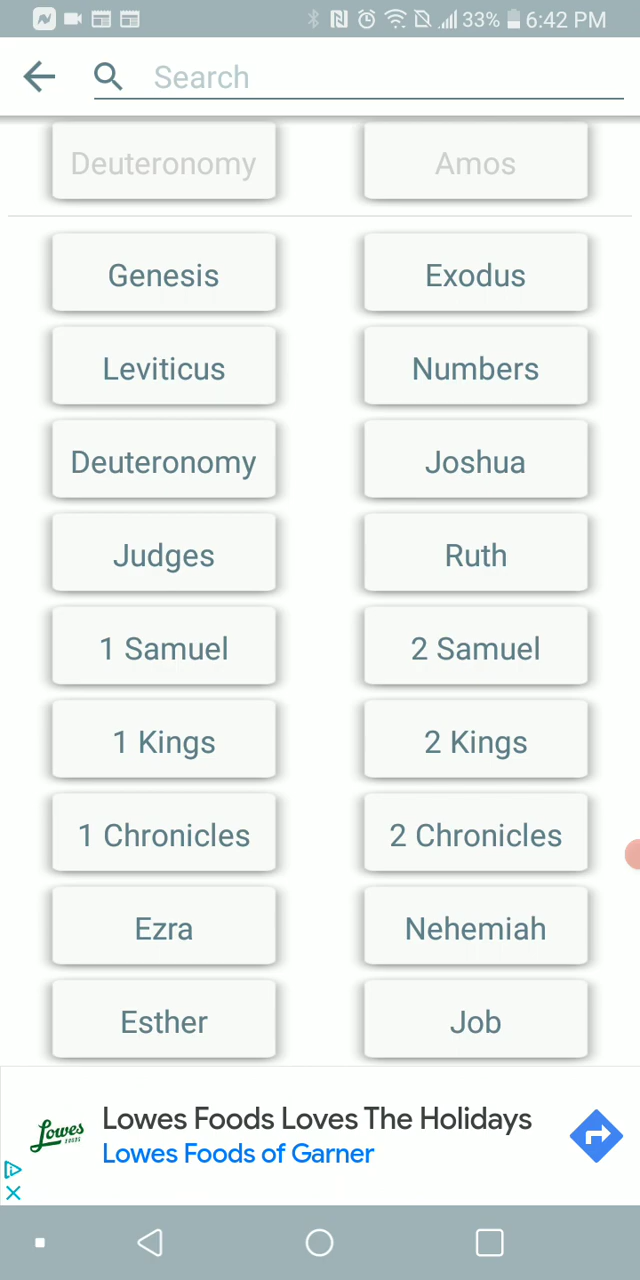 33% 6:42 PM
Search
Deuteronomy Amos
Genesis Exodus
Leviticus Numbers
Deuteronomy Joshua
Judges Ruth
1 Samuel 2 Samuel
1 Kings 2 Kings
1 Chronicles 2 Chronicles
Ezra Nehemiah
Esther Job
Lowes Foods Loves The Holidays
Lowes FOODS
Lowes Foods of Garner